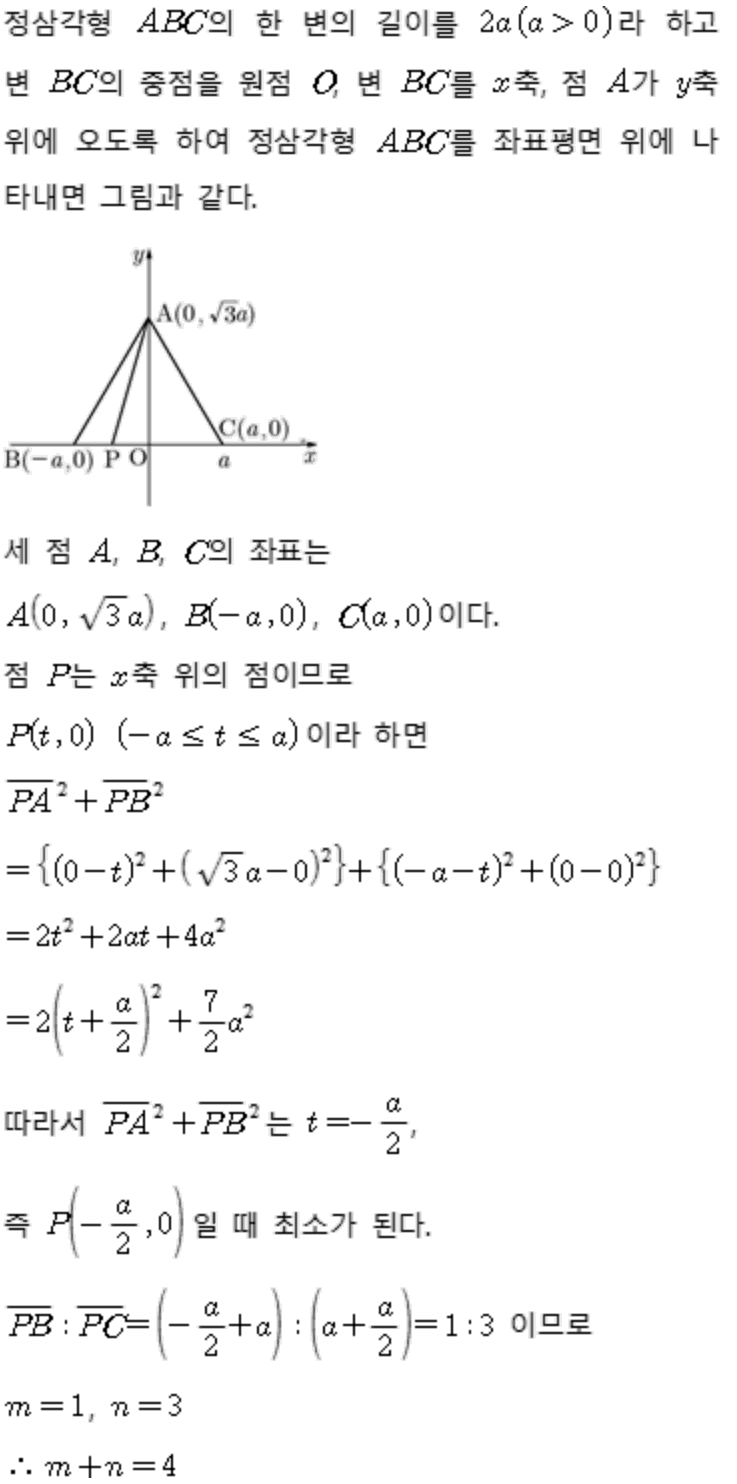 정삼각형 ABC의 한 변의 길이를 2a(a>0)라 하고
변 BC의 중점을 원점 O, 변 BC를 x축, 점 A가 y축
위에 오도록 하여 정삼각형 ABC를 좌표평면 위에 나
타내면 그림과 같다.
y
A(0, √3a)
C(a,0)
B(−a,0) P O a x
세 점 A, B, C의 좌표는
A(0, √3a), B(−a,0), C(a,0)이다.
점 P는 x축 위의 점이므로
P(t,0) (−a ≤ t ≤ a)이라 하면
P̅A̅² + P̅B̅²
= {(0−t)² + (√3a−0)²} + {(−a−t)² + (0−0)²}
= 2t² + 2at + 4a²
= 2(t + a/2)² + 7/2 a²
따라서 P̅A̅² + P̅B̅²는 t = −a/2,
즉 P(−a/2, 0)일 때 최소가 된다.
P̅B̅ : P̅C̅ = (−a/2 + a) : (a + a/2) = 1 : 3 이므로
m = 1, n = 3
∴ m + n = 4